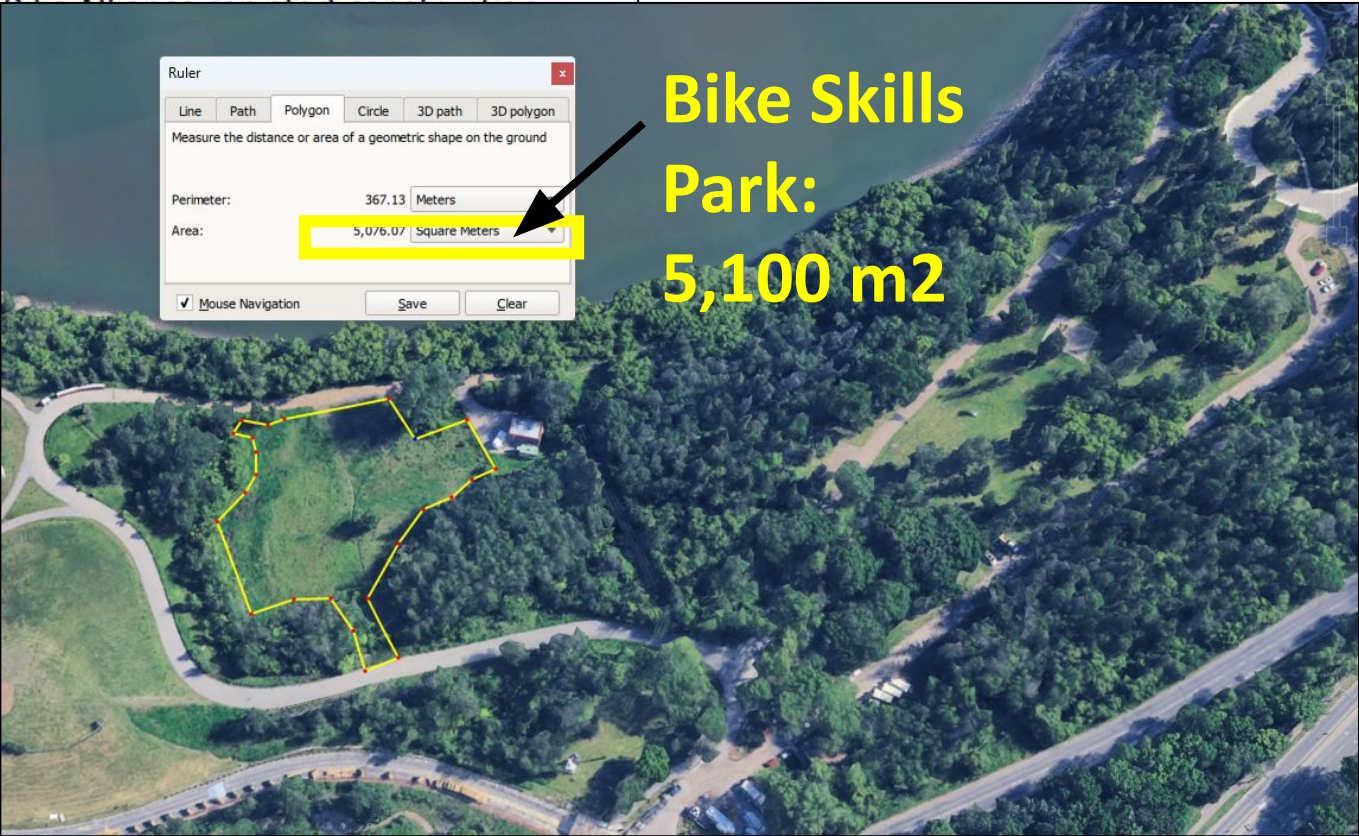 Ruler
x
Line Path Polygon Circle 3D path 3D polygon
Measure the distance or area of a geometric shape on the ground
Perimeter: 367.13 Meters
Area: 5,076.07 Square Meters
Mouse Navigation Save Clear
Bike Skills
Park:
5,100 m2